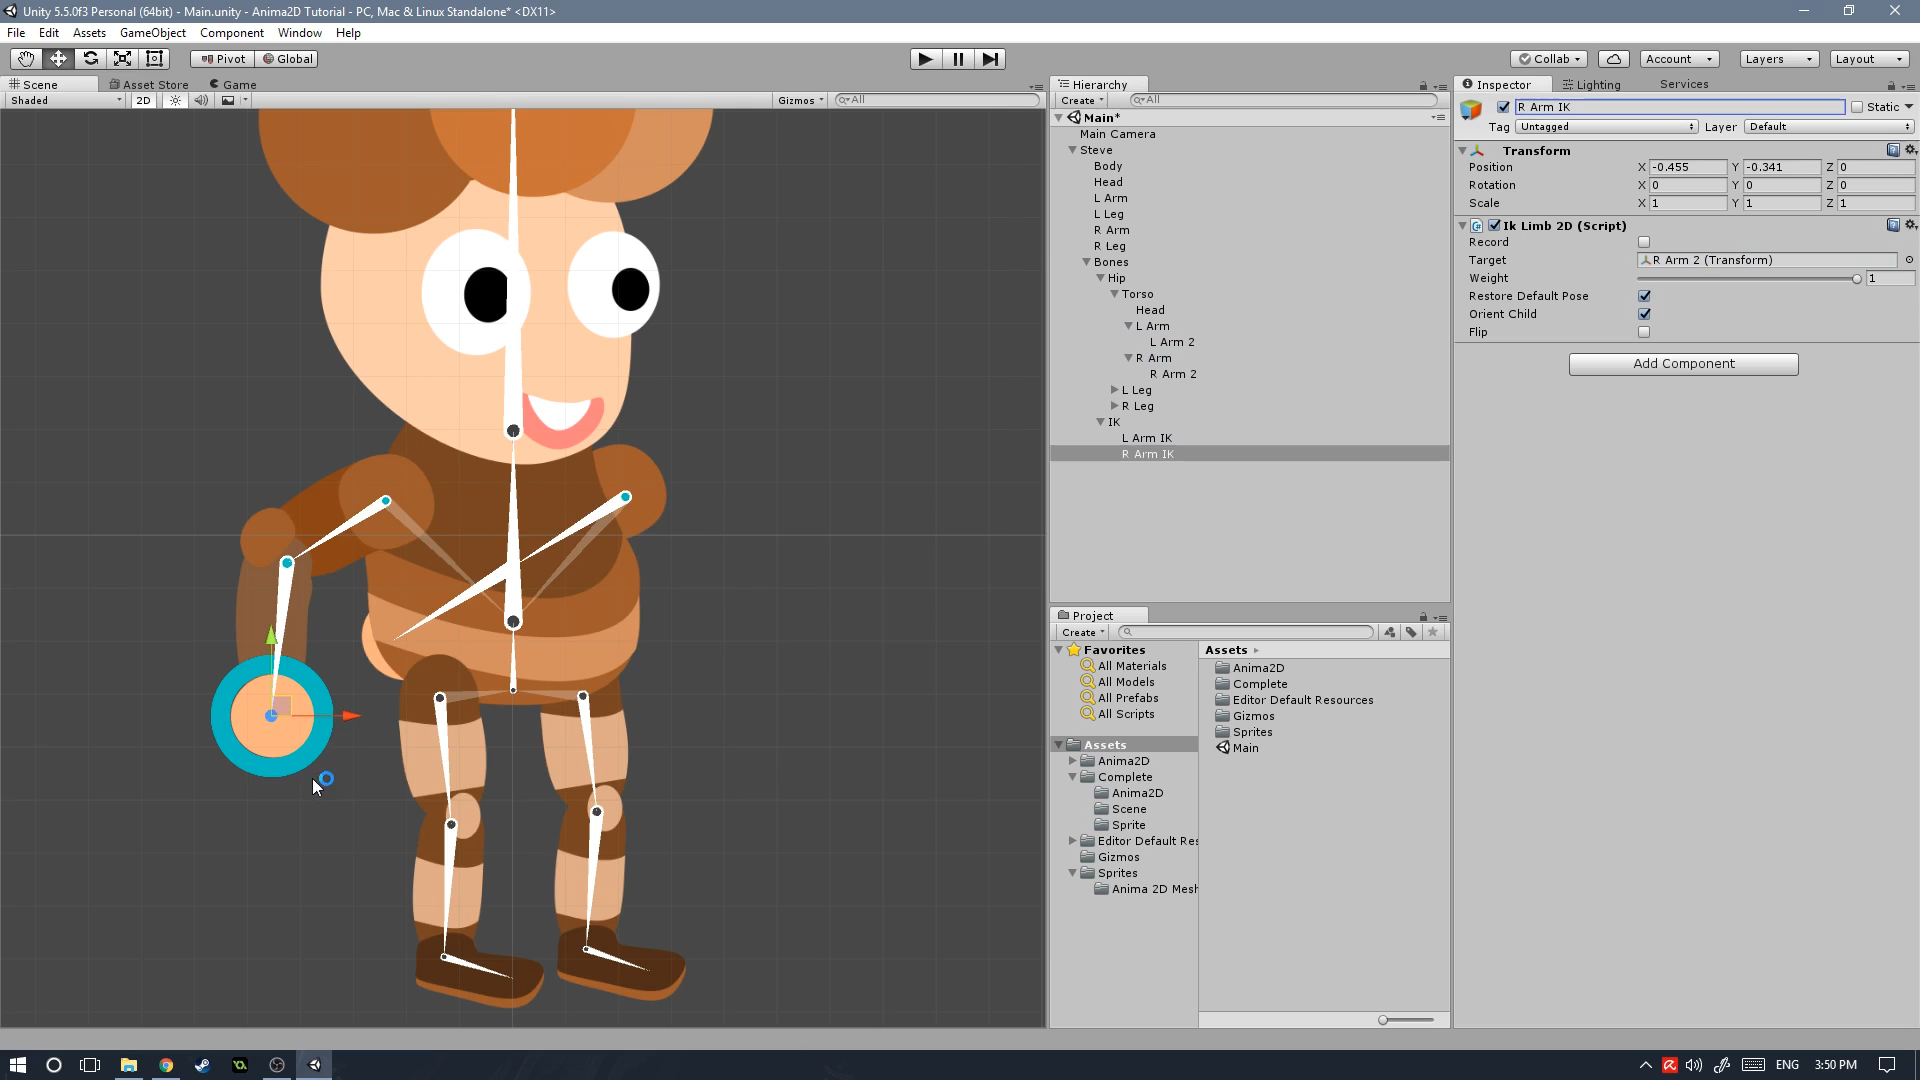 Unity 5.5.0f3 Personal (64bit) - Main.unity - Anima2D Tutorial - PC, Mac & Linux Standalone* <DX11>
File Edit Assets GameObject Component Window Help
Pivot Global Collab Account Layers Layout
Scene Asset Store Game
Shaded 2D Gizmos All
Hierarchy
Create All
Main*
Main Camera
Steve
Body
Head
L Arm
L Leg
R Arm
R Leg
Bones
Hip
Torso
Head
L Arm
L Arm 2
R Arm
R Arm 2
L Leg
R Leg
IK
L Arm IK
R Arm IK
Project
Create
Favorites
All Materials
All Models
All Prefabs
All Scripts
Assets
Anima2D
Complete
Anima2D
Scene
Sprite
Editor Default Res
Gizmos
Sprites
Anima 2D Mesh
Assets
Anima2D
Complete
Editor Default Resources
Gizmos
Sprites
Main
Inspector Lighting Services
R Arm IK Static
Tag Untagged Layer Default
Transform
Position X -0.455 Y -0.341 Z 0
Rotation X 0 Y 0 Z 0
Scale X 1 Y 1 Z 1
Ik Limb 2D (Script)
Record
Target R Arm 2 (Transform)
Weight 1
Restore Default Pose
Orient Child
Flip
Add Component
ENG 3:50 PM